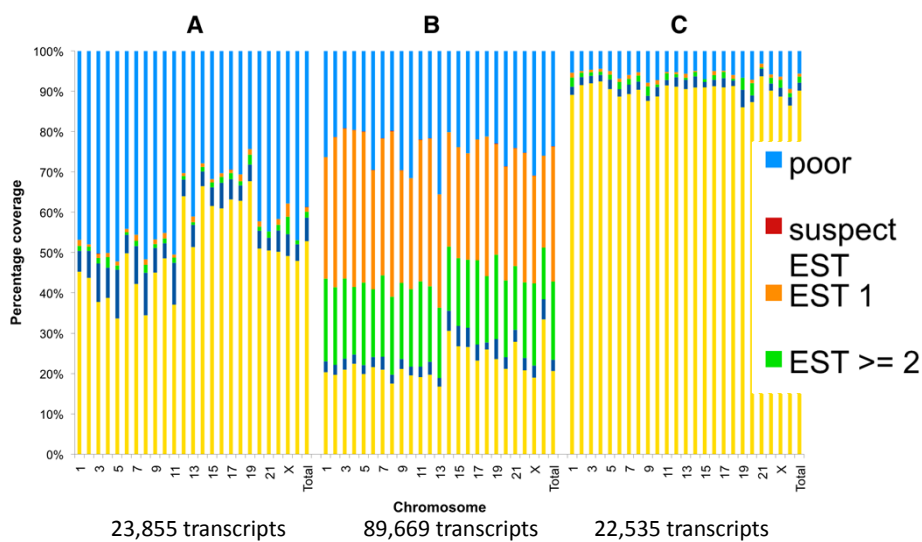 A B C
100%
90%
80%
70%
60%
50%
40%
30%
20%
10%
0%
Percentage coverage
poor
suspect
EST
EST 1
EST >= 2
1 3 5 7 9 11 13 15 17 19 21 X Total 1 3 5 7 9 11 13 15 17 19 21 X Total 1 3 5 7 9 11 13 15 17 19 21 X Total
Chromosome
23,855 transcripts 89,669 transcripts 22,535 transcripts